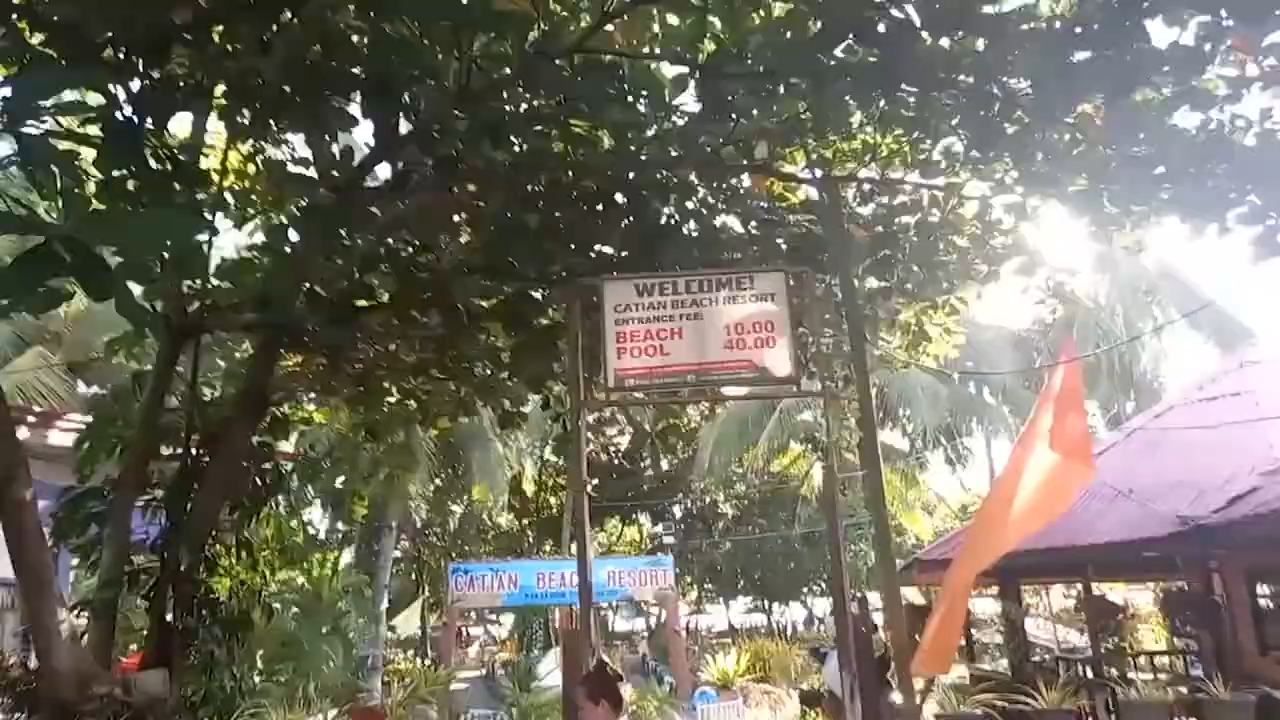 WELCOME!
CATIAN BEACH RESORT
ENTRANCE FEE:
BEACH 10.00
POOL 40.00
CATIAN BEACH RESORT